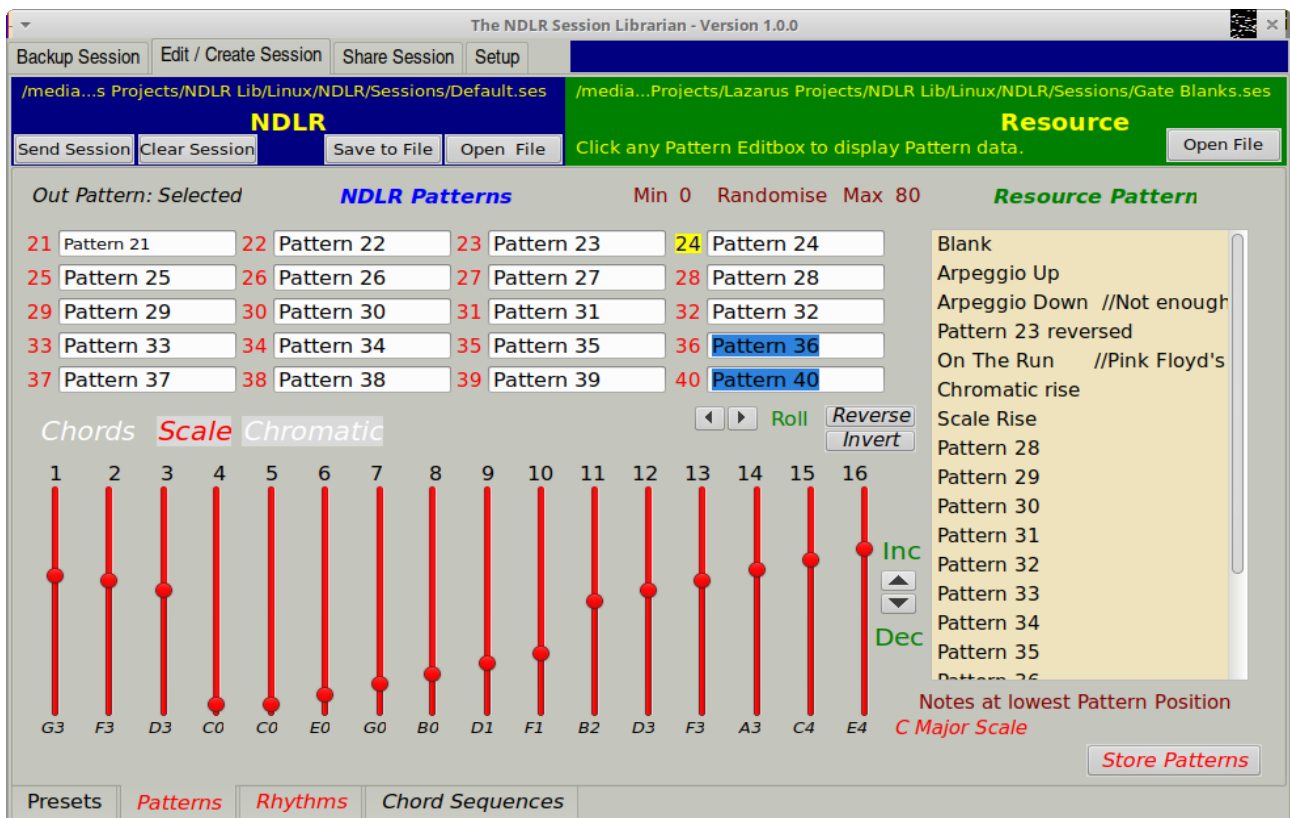 The NDLR Session Librarian - Version 1.0.0
Backup Session Edit / Create Session Share Session Setup
/media...s Projects/NDLR Lib/Linux/NDLR/Sessions/Default.ses /media...Projects/Lazarus Projects/NDLR Lib/Linux/NDLR/Sessions/Gate Blanks.ses
NDLR Resource
Send Session Clear Session Save to File Open File Click any Pattern Editbox to display Pattern data. Open File
Out Pattern: Selected NDLR Patterns Min 0 Randomise Max 80 Resource Pattern
21 Pattern 21 22 Pattern 22 23 Pattern 23 24 Pattern 24
25 Pattern 25 26 Pattern 26 27 Pattern 27 28 Pattern 28
29 Pattern 29 30 Pattern 30 31 Pattern 31 32 Pattern 32
33 Pattern 33 34 Pattern 34 35 Pattern 35 36 Pattern 36
37 Pattern 37 38 Pattern 38 39 Pattern 39 40 Pattern 40
Blank
Arpeggio Up
Arpeggio Down //Not enough
Pattern 23 reversed
On The Run //Pink Floyd's
Chromatic rise
Scale Rise
Pattern 28
Pattern 29
Pattern 30
Pattern 31
Pattern 32
Pattern 33
Pattern 34
Pattern 35
Pattern 36
Chords Scale Chromatic Roll Reverse
Invert
1 2 3 4 5 6 7 8 9 10 11 12 13 14 15 16
Inc
Dec
G3 F3 D3 C0 C0 E0 G0 B0 D1 F1 B2 D3 F3 A3 C4 E4
Notes at lowest Pattern Position
C Major Scale
Store Patterns
Presets Patterns Rhythms Chord Sequences